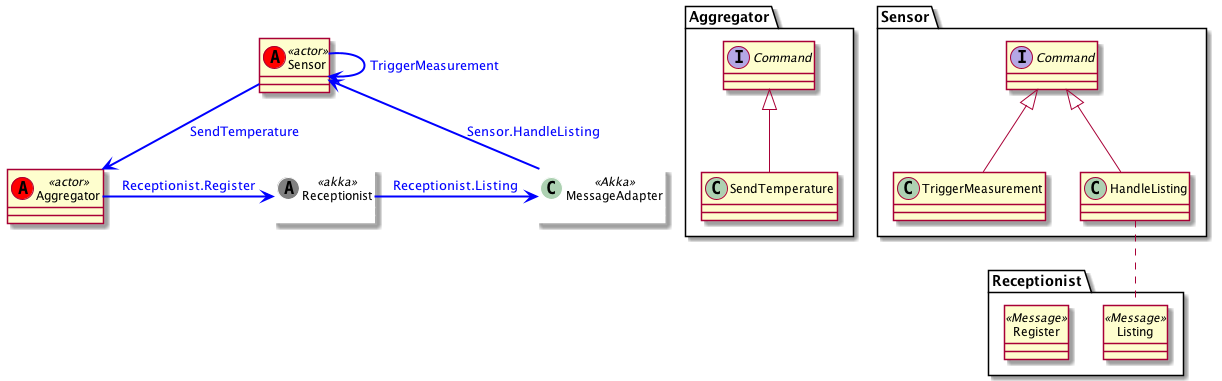 A «actor»
Sensor
TriggerMeasurement
SendTemperature
Sensor.HandleListing
A «actor»
Aggregator
Receptionist.Register
A «akka»
Receptionist
Receptionist.Listing
C «Akka»
MessageAdapter
Aggregator
I Command
C SendTemperature
Sensor
I Command
C TriggerMeasurement
C HandleListing
Receptionist
«Message»
Register
«Message»
Listing